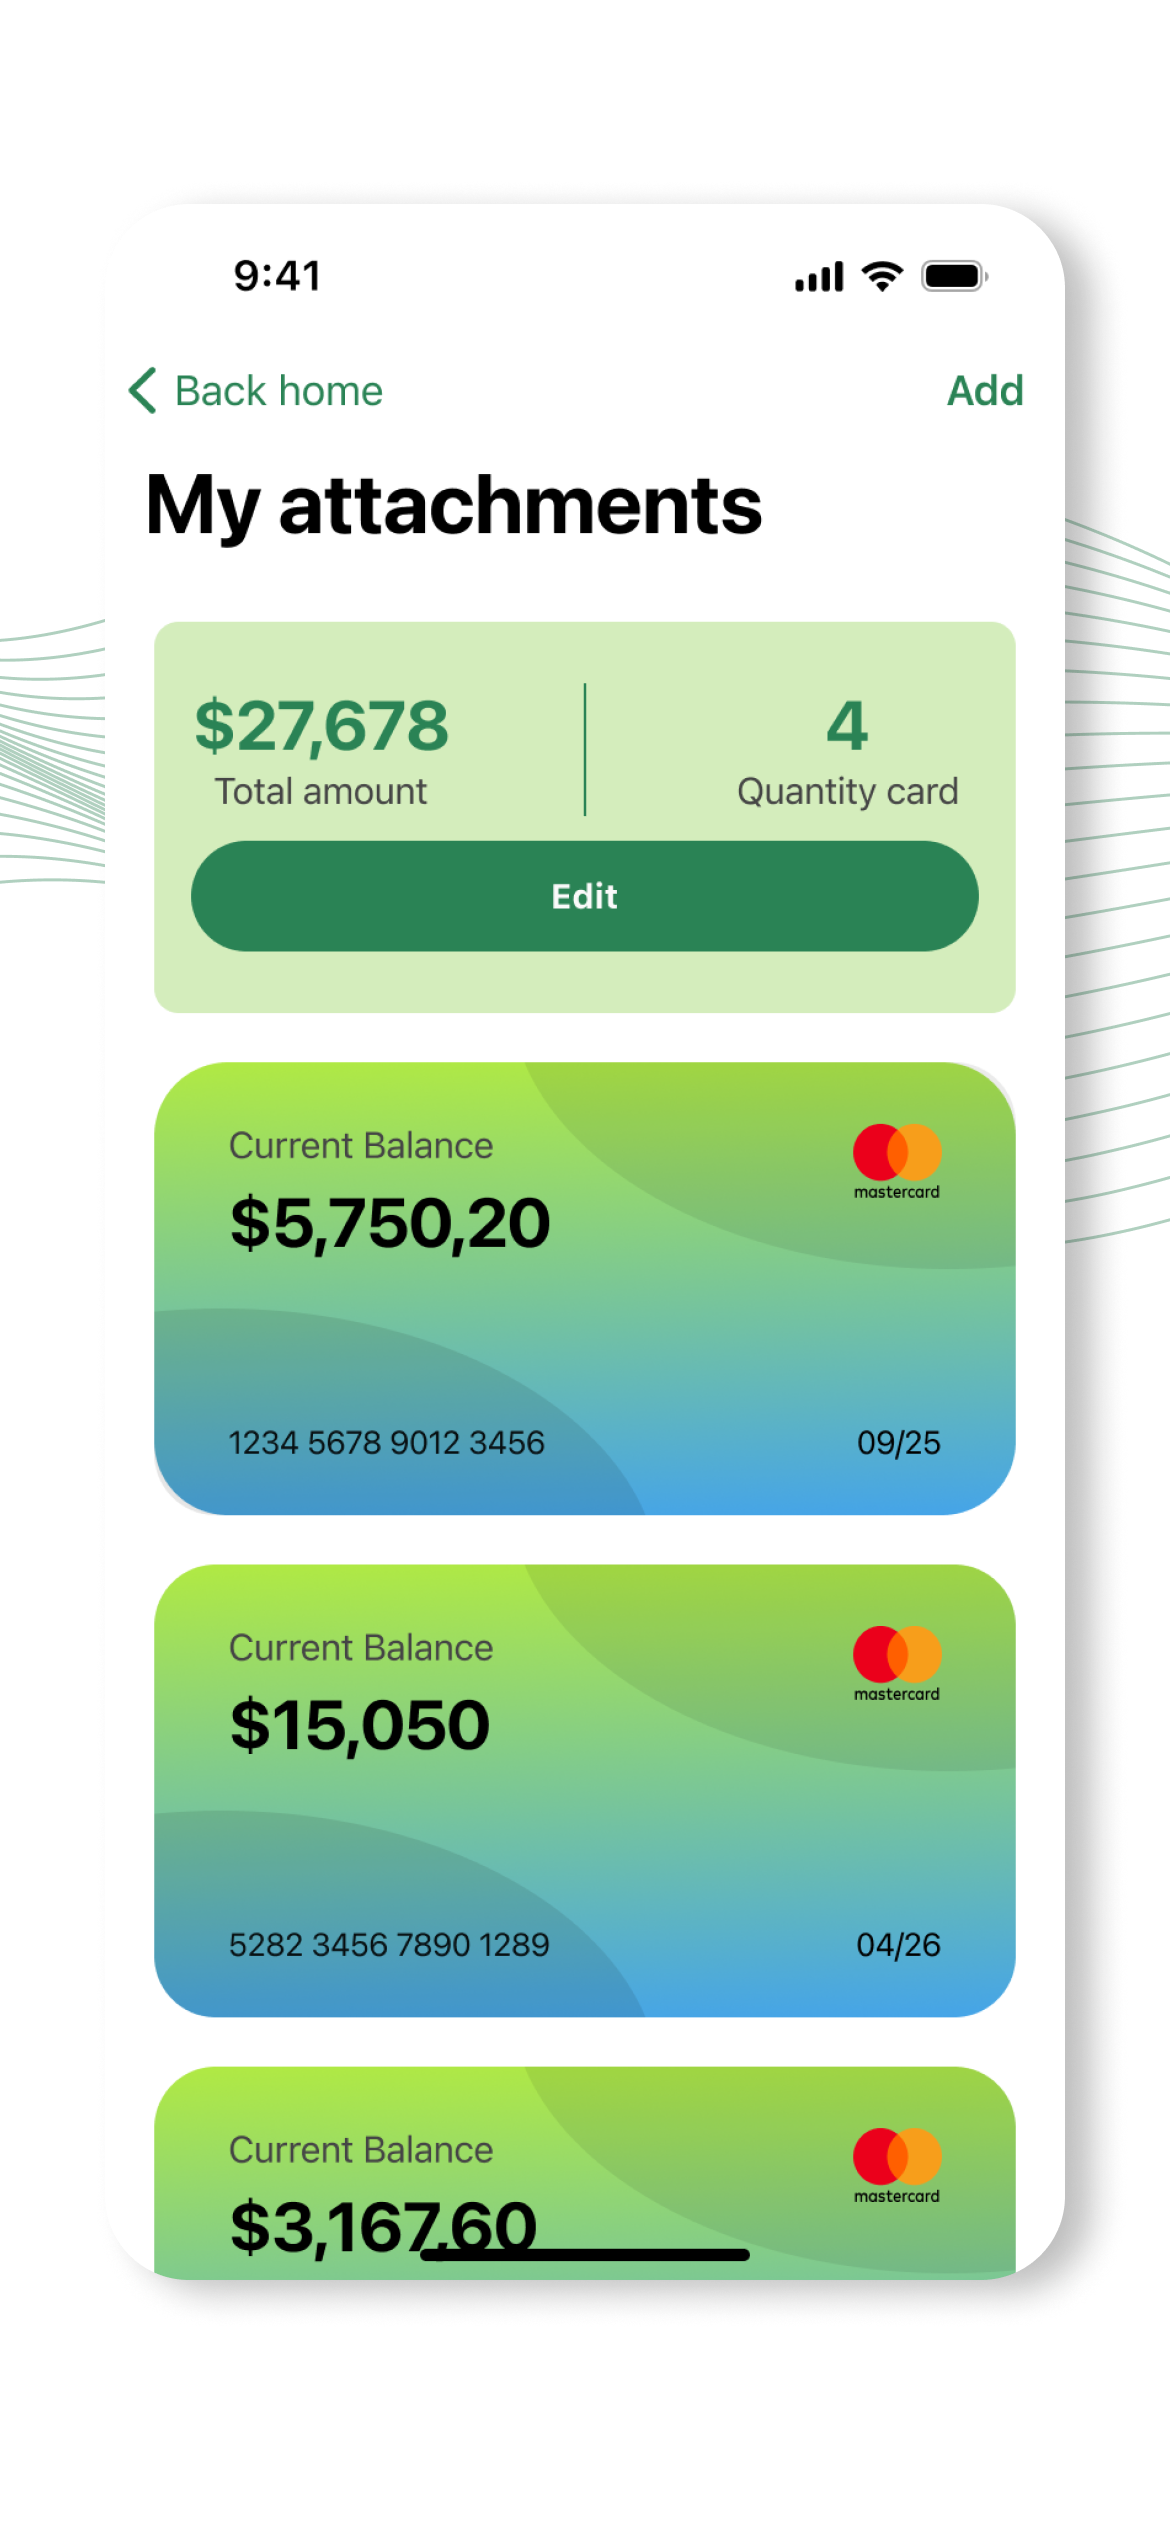 9:41
Back home
Add
My attachments
$27,678
4
Total amount
Quantity card
Edit
Current Balance
mastercard
$5,750,20
1234 5678 9012 3456
09/25
Current Balance
mastercard
$15,050
5282 3456 7890 1289
04/26
Current Balance
mastercard
$3,167,60